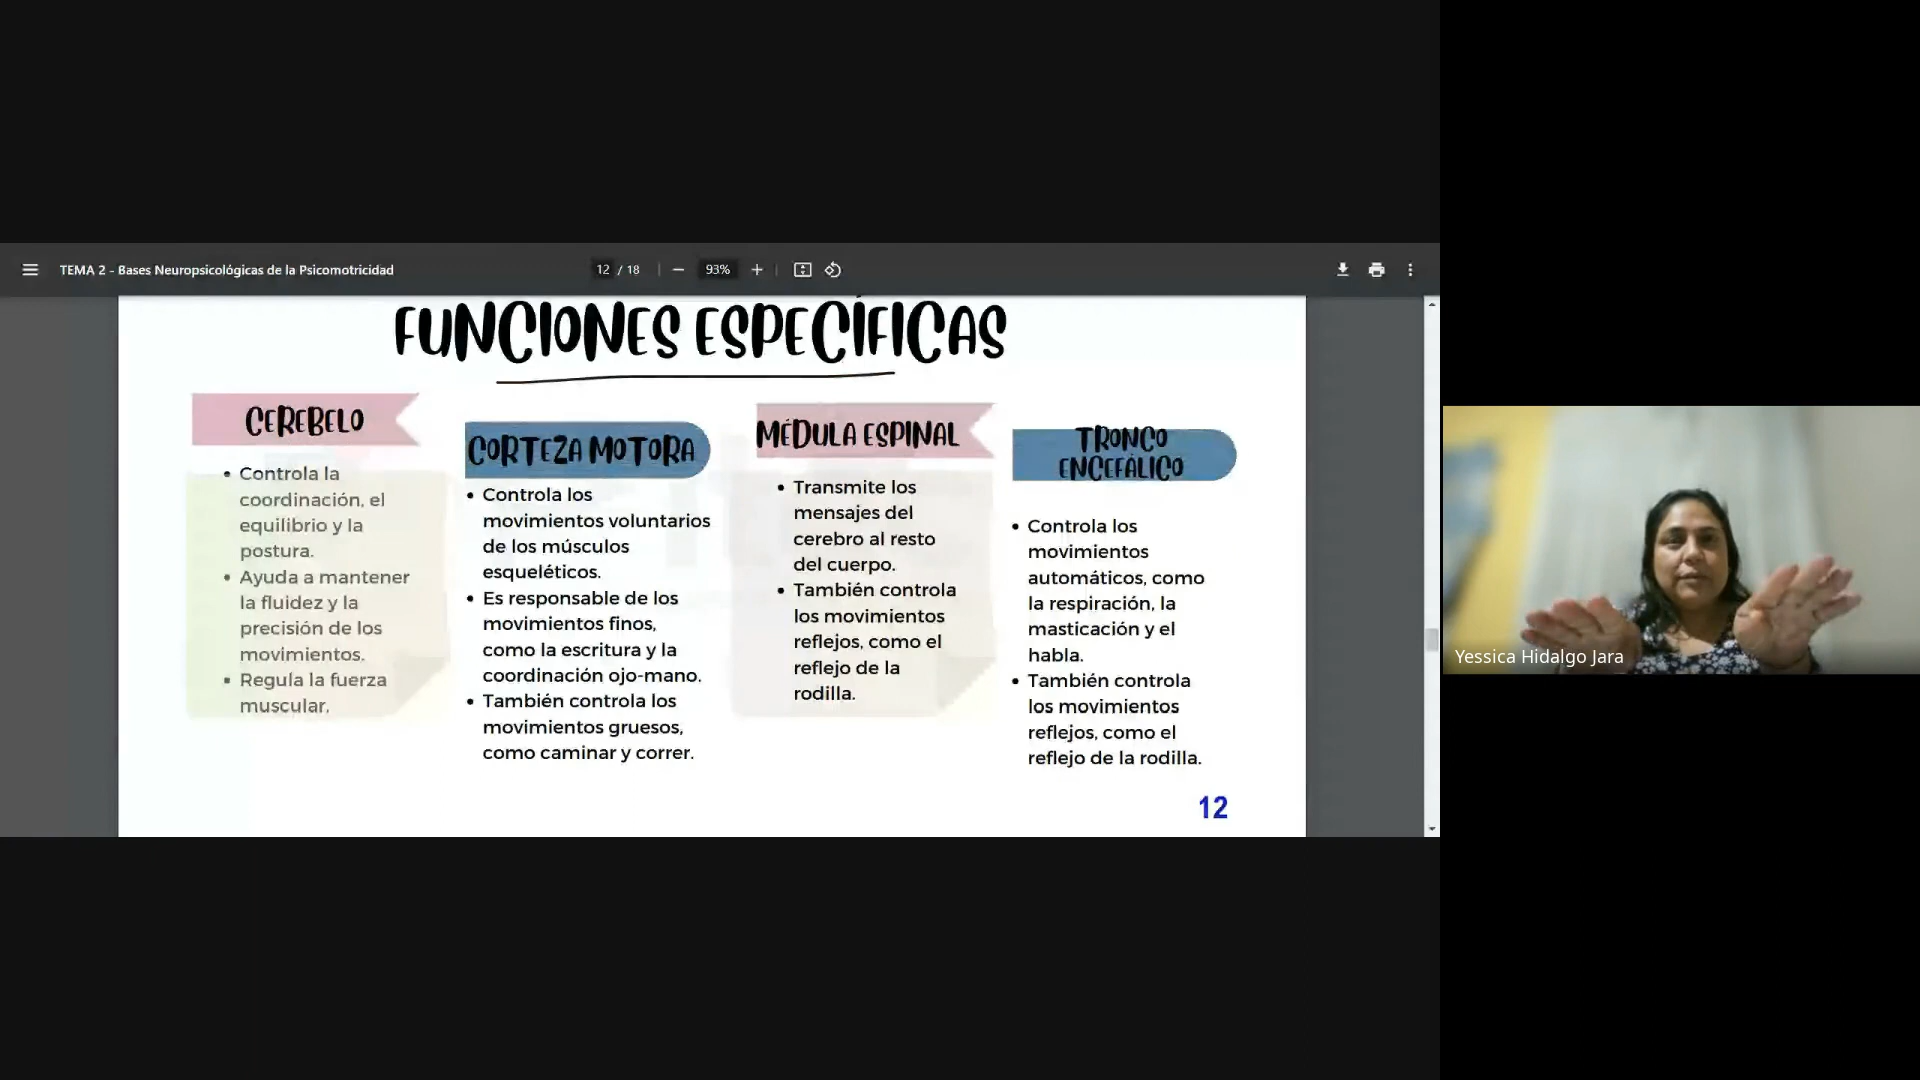 TEMA 2 - Bases Neuropsicológicas de la Psicomotricidad
12 / 18
93%
FUNCIONES ESPECÍFICAS
CEREBELO
• Controla la
coordinación, el
equilibrio y la
postura.
• Ayuda a mantener
la fluidez y la
precisión de los
movimientos.
• Regula la fuerza
muscular.
CORTEZA MOTORA
• Controla los
movimientos voluntarios
de los músculos
esqueléticos.
• Es responsable de los
movimientos finos,
como la escritura y la
coordinación ojo-mano.
• También controla los
movimientos gruesos,
como caminar y correr.
MÉDULA ESPINAL
• Transmite los
mensajes del
cerebro al resto
del cuerpo.
• También controla
los movimientos
reflejos, como el
reflejo de la
rodilla.
TRONCO
ENCEFÁLICO
• Controla los
movimientos
automáticos, como
la respiración, la
masticación y el
habla.
• También controla
los movimientos
reflejos, como el
reflejo de la rodilla.
12
Yessica Hidalgo Jara